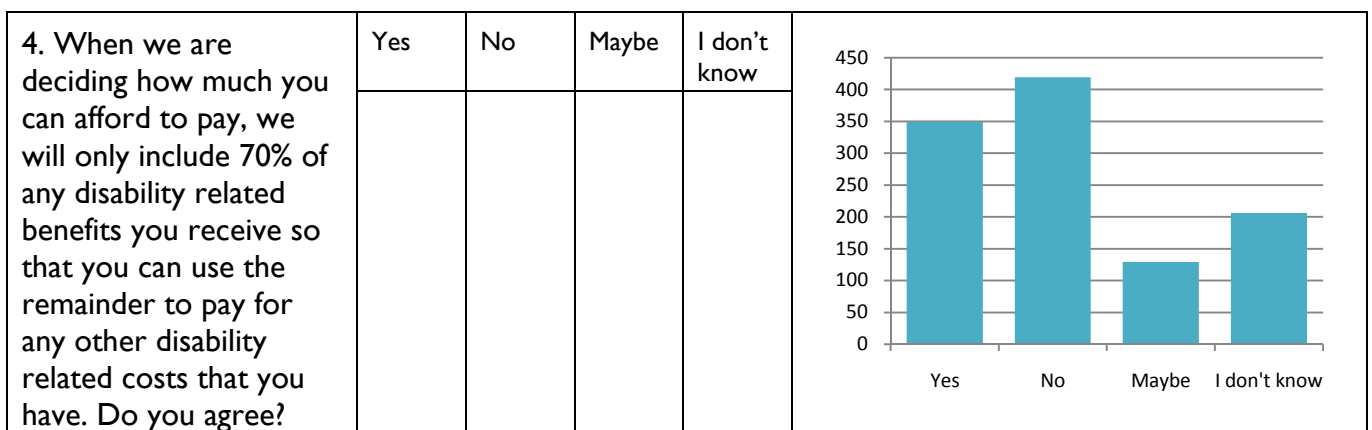 4. When we are
deciding how much you
can afford to pay, we
will only include 70% of
any disability related
benefits you receive so
that you can use the
remainder to pay for
any other disability
related costs that you
have. Do you agree?
Yes
No
Maybe
I don’t
know
450
400
350
300
250
200
150
100
50
0
Yes No Maybe I don't know